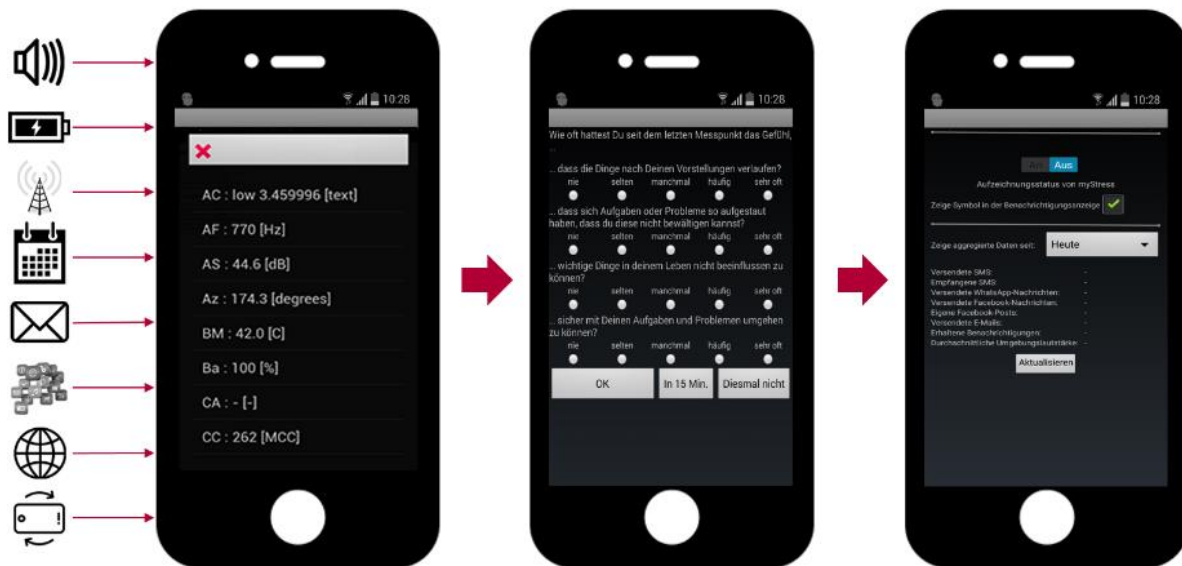 10:28
AC : low 3.459996 [text]
AF : 770 [Hz]
AS : 44.6 [dB]
Az : 174.3 [degrees]
BM : 42.0 [C]
Ba : 100 [%]
CA : - [-]
CC : 262 [MCC]
10:28
Wie oft hattest Du seit dem letzten Messpunkt das Gefühl,
...
... dass die Dinge nach Deinen Vorstellungen verlaufen?
nie selten manchmal häufig sehr oft
... dass sich Aufgaben oder Probleme so aufgestaut
haben, dass du diese nicht bewältigen kannst?
nie selten manchmal häufig sehr oft
... wichtige Dinge in deinem Leben nicht beeinflussen zu
können?
nie selten manchmal häufig sehr oft
... sicher mit Deinen Aufgaben und Problemen umgehen
zu können?
nie selten manchmal häufig sehr oft
OK In 15 Min. Diesmal nicht
10:28
An Aus
Aufzeichnungsstatus von myStress
Zeige Symbol in der Benachrichtigungsanzeige
Zeige aggregierte Daten seit: Heute
Versendete SMS: -
Empfangene SMS: -
Versendete WhatsApp-Nachrichten: -
Versendete Facebook-Nachrichten: -
Eigene Facebook-Posts: -
Versendete E-Mails: -
Erhaltene Benachrichtigungen: -
Durchschnittliche Umgebungslautstärke: -
Aktualisieren